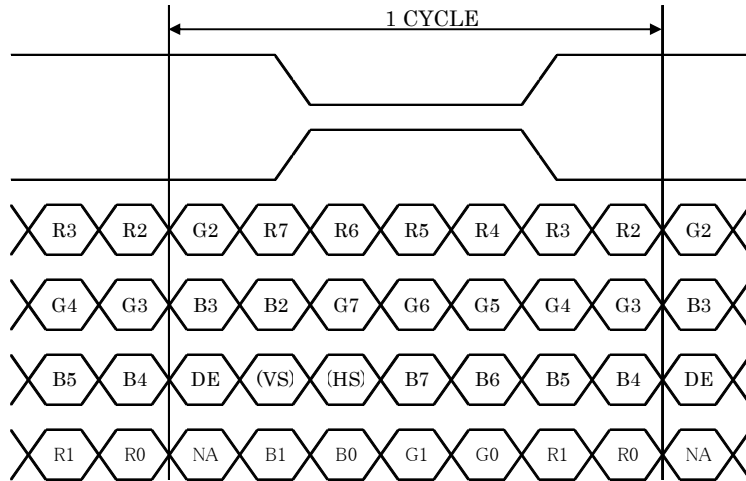 1 CYCLE
R3 R2 G2 R7 R6 R5 R4 R3 R2 G2
G4 G3 B3 B2 G7 G6 G5 G4 G3 B3
B5 B4 DE (VS) (HS) B7 B6 B5 B4 DE
R1 R0 NA B1 B0 G1 G0 R1 R0 NA